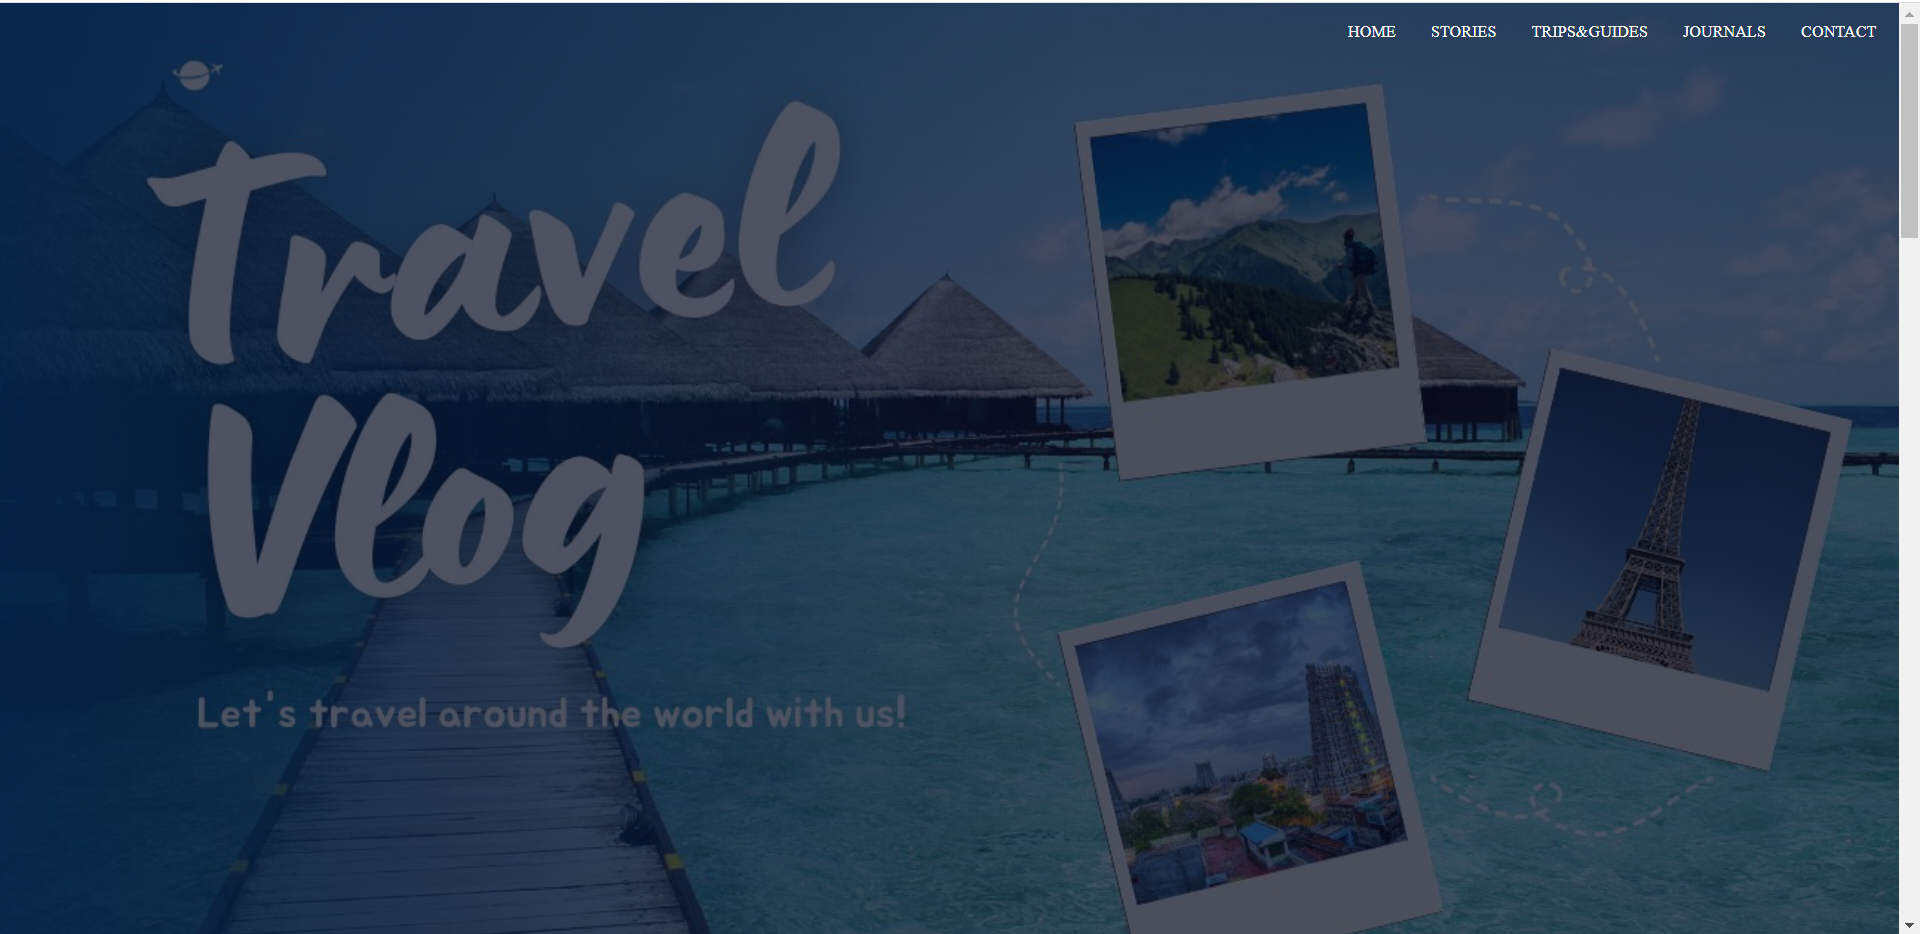 HOME STORIES TRIPS&GUIDES JOURNALS CONTACT
Travel
Vlog
Let's travel around the world with us!